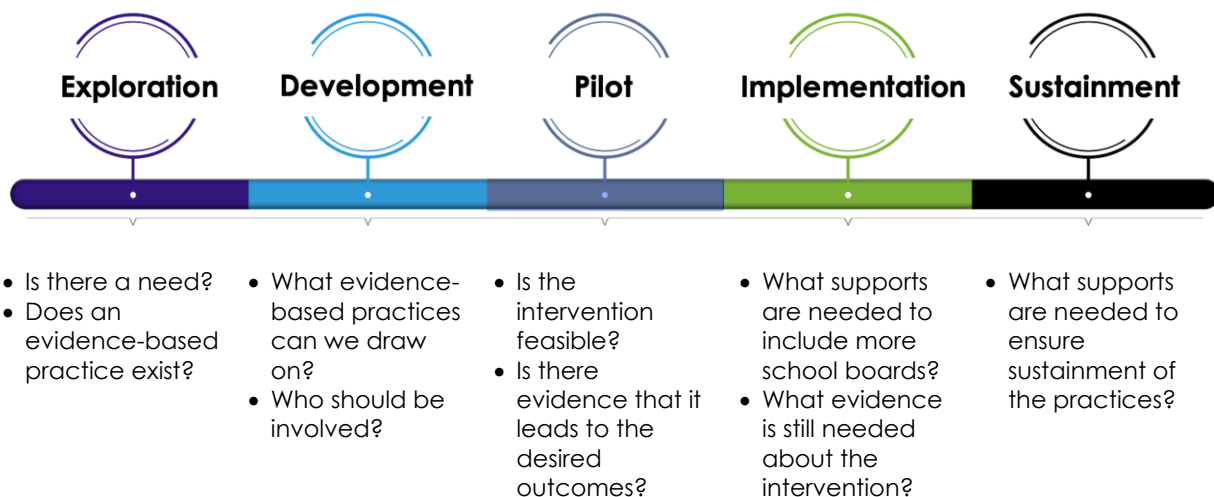 Exploration
Development
Pilot
Implementation
Sustainment
• Is there a need?
• Does an
evidence-based
practice exist?
• What evidence-
based practices
can we draw
on?
• Who should be
involved?
• Is the
intervention
feasible?
• Is there
evidence that it
leads to the
desired
outcomes?
• What supports
are needed to
include more
school boards?
• What evidence
is still needed
about the
intervention?
• What supports
are needed to
ensure
sustainment of
the practices?